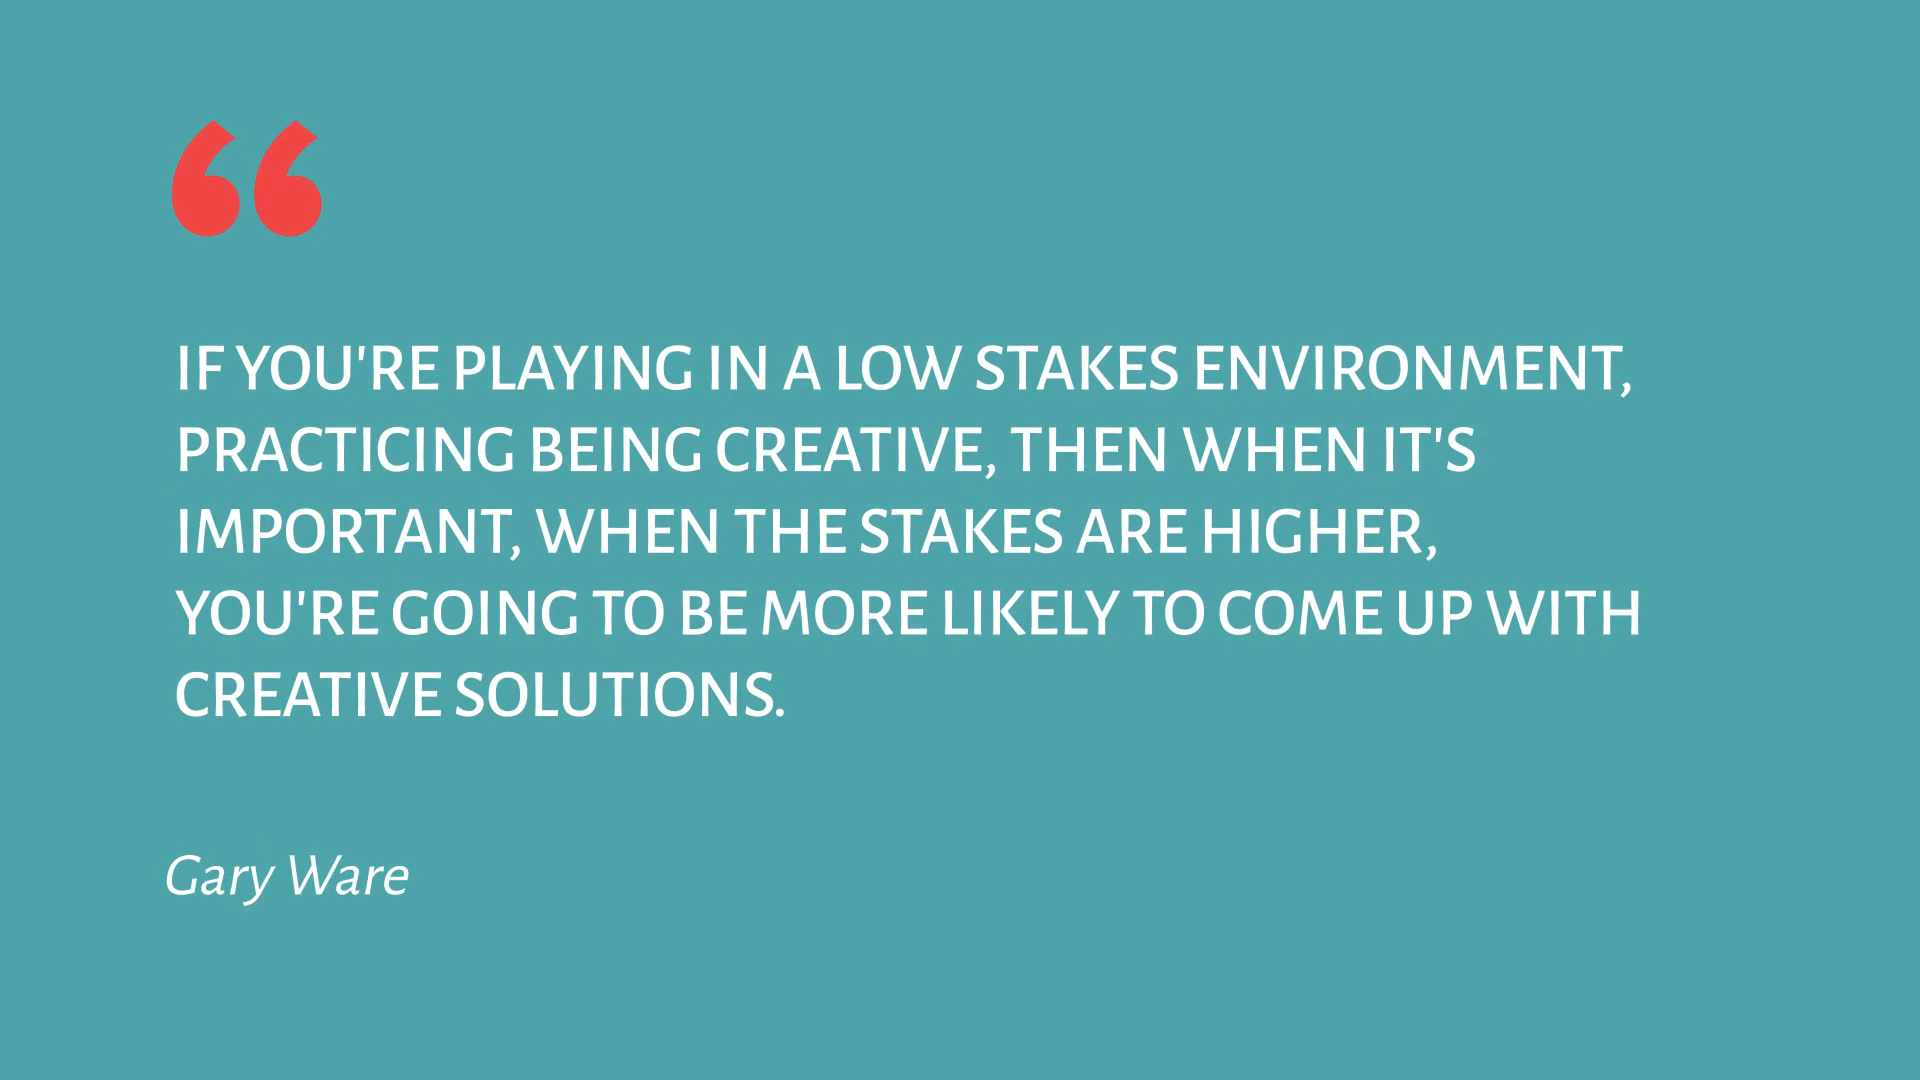 “
IF YOU'RE PLAYING IN A LOW STAKES ENVIRONMENT,
PRACTICING BEING CREATIVE, THEN WHEN IT'S
IMPORTANT, WHEN THE STAKES ARE HIGHER,
YOU'RE GOING TO BE MORE LIKELY TO COME UP WITH
CREATIVE SOLUTIONS.
Gary Ware